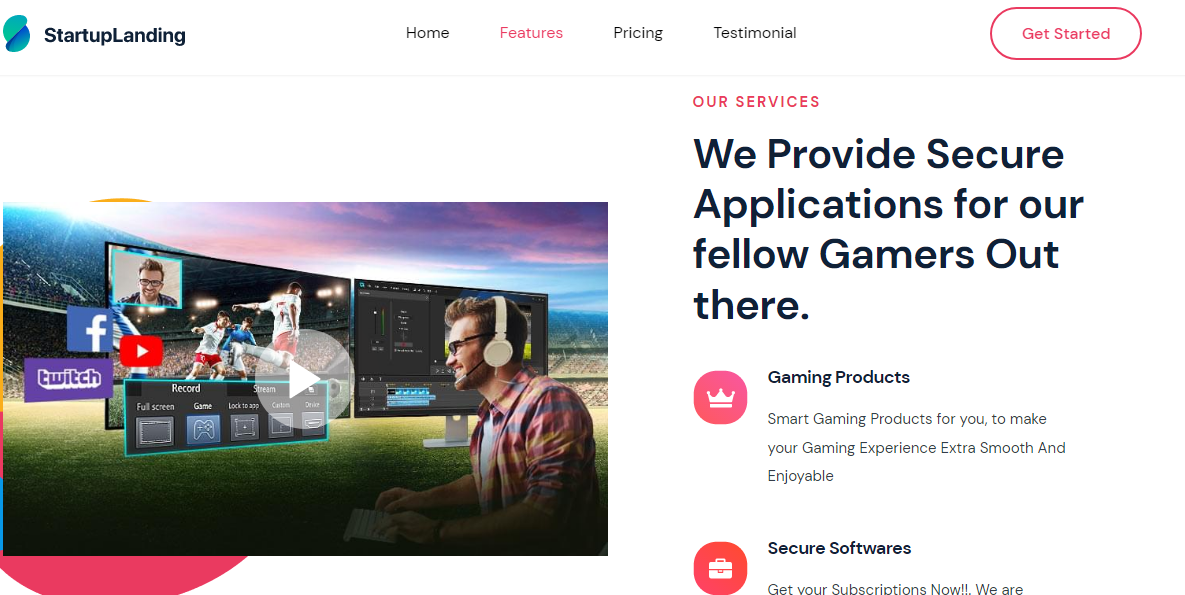 StartupLanding
Home
Features
Pricing
Testimonial
Get Started
OUR SERVICES
We Provide Secure
Applications for our
fellow Gamers Out
there.
f
twitch
Record
Stream
Full screen
Game
Lock to app
Custom
Device
Gaming Products
Smart Gaming Products for you, to make
your Gaming Experience Extra Smooth And
Enjoyable
Secure Softwares
Get your Subscriptions Now!!. We are